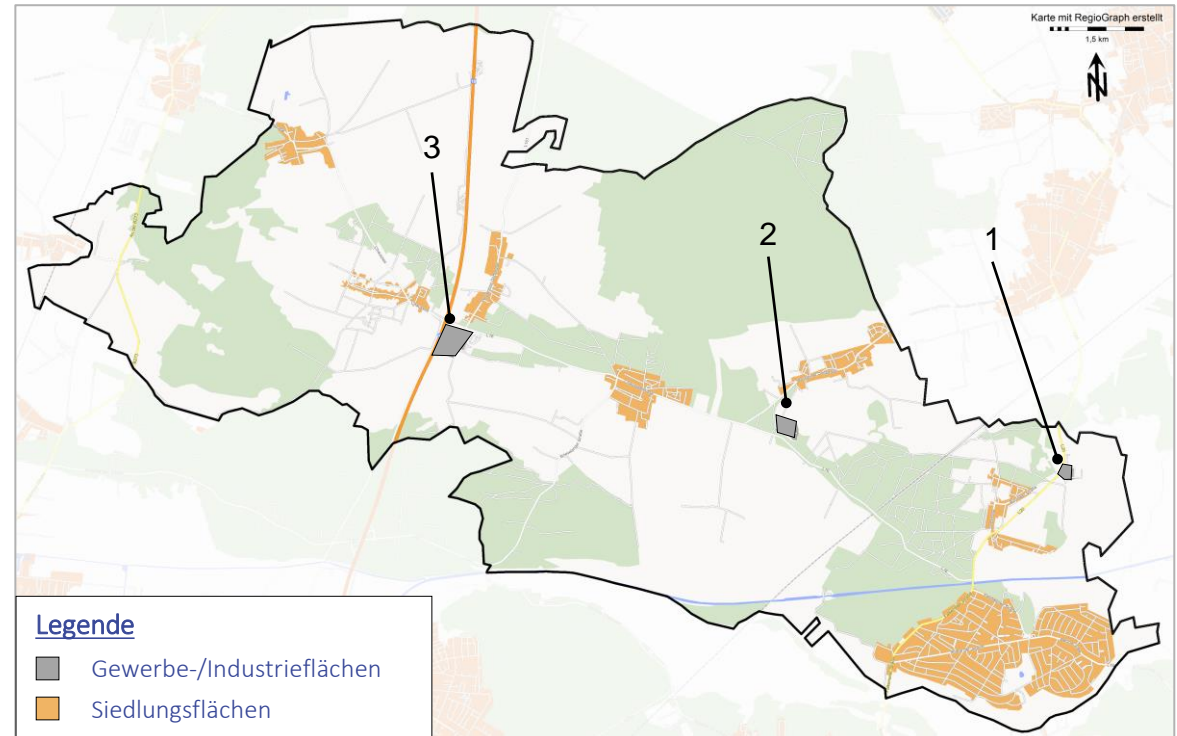 Karte mit RegioGraph erstellt
1,5 km
N
3
2
1
Legende
Gewerbe-/Industrieflächen
Siedlungsflächen